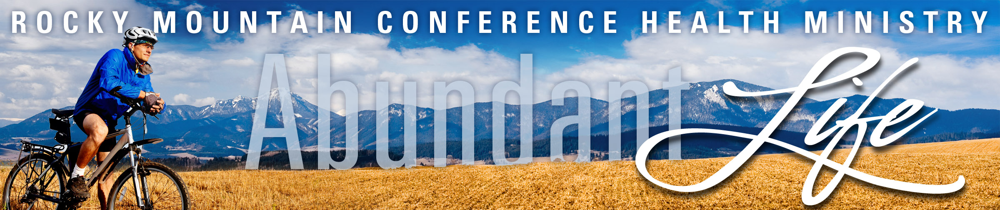 ROCKY MOUNTAIN CONFERENCE HEALTH MINISTRY
Abundant Life